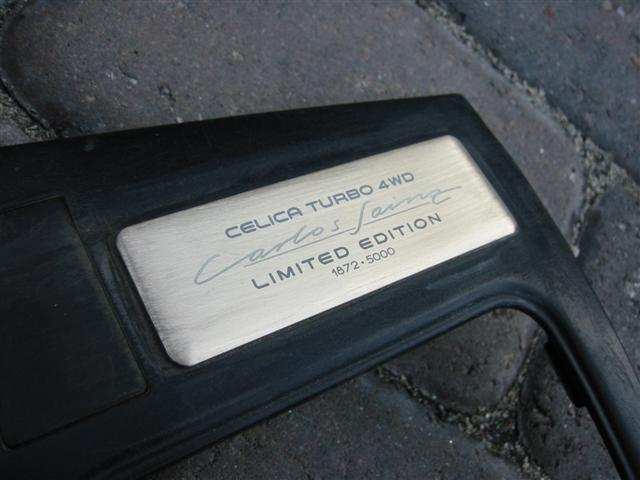 CELICA TURBO 4WD
Carlos Sainz
LIMITED EDITION
1872·5000